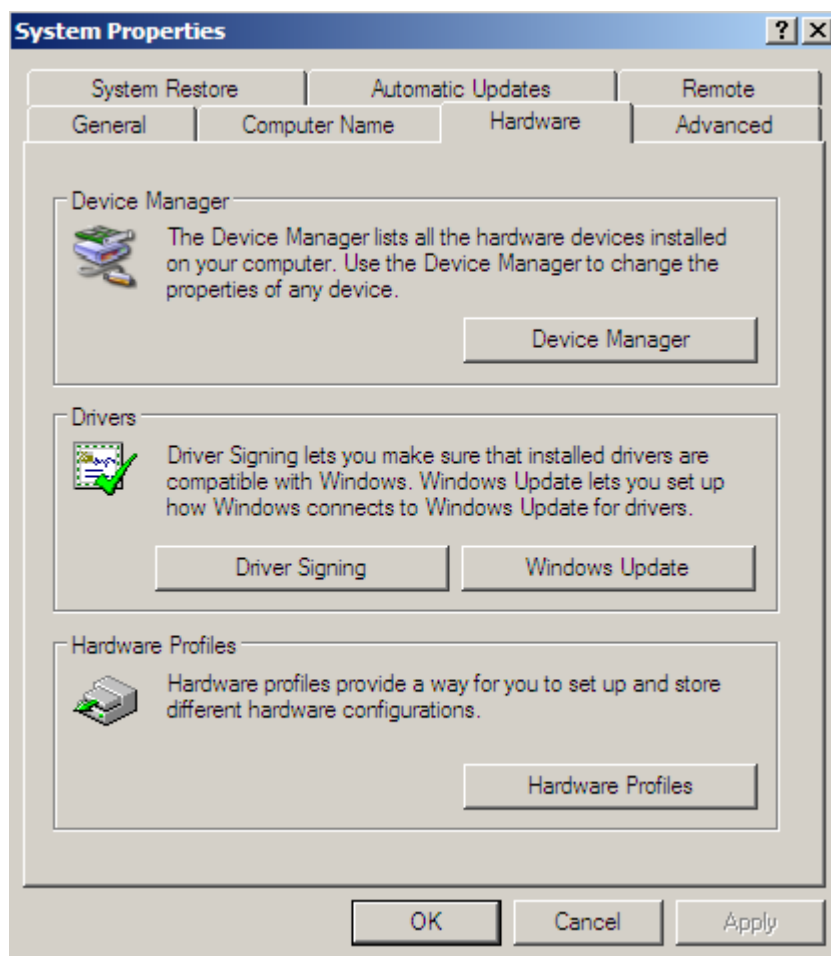 System Properties
System Restore
Automatic Updates
Remote
General
Computer Name
Hardware
Advanced
Device Manager
The Device Manager lists all the hardware devices installed
on your computer. Use the Device Manager to change the
properties of any device.
Device Manager
Drivers
Driver Signing lets you make sure that installed drivers are
compatible with Windows. Windows Update lets you set up
how Windows connects to Windows Update for drivers.
Driver Signing
Windows Update
Hardware Profiles
Hardware profiles provide a way for you to set up and store
different hardware configurations.
Hardware Profiles
OK
Cancel
Apply